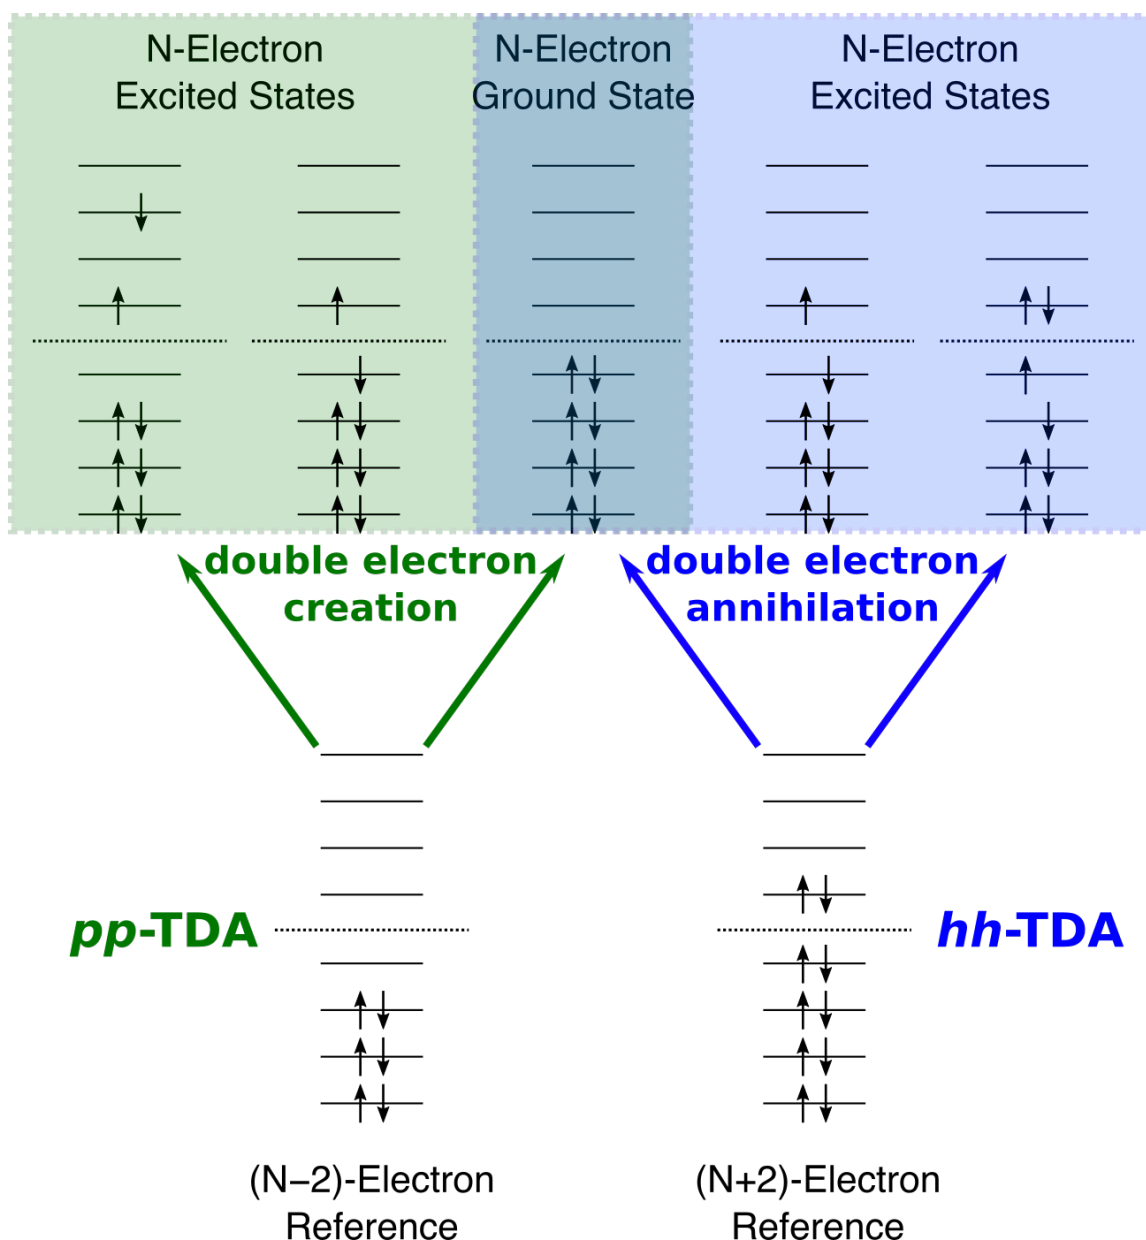 N-Electron
Excited States
N-Electron
Ground State
N-Electron
Excited States
double electron
creation
double electron
annihilation
pp-TDA
hh-TDA
(N−2)-Electron
Reference
(N+2)-Electron
Reference